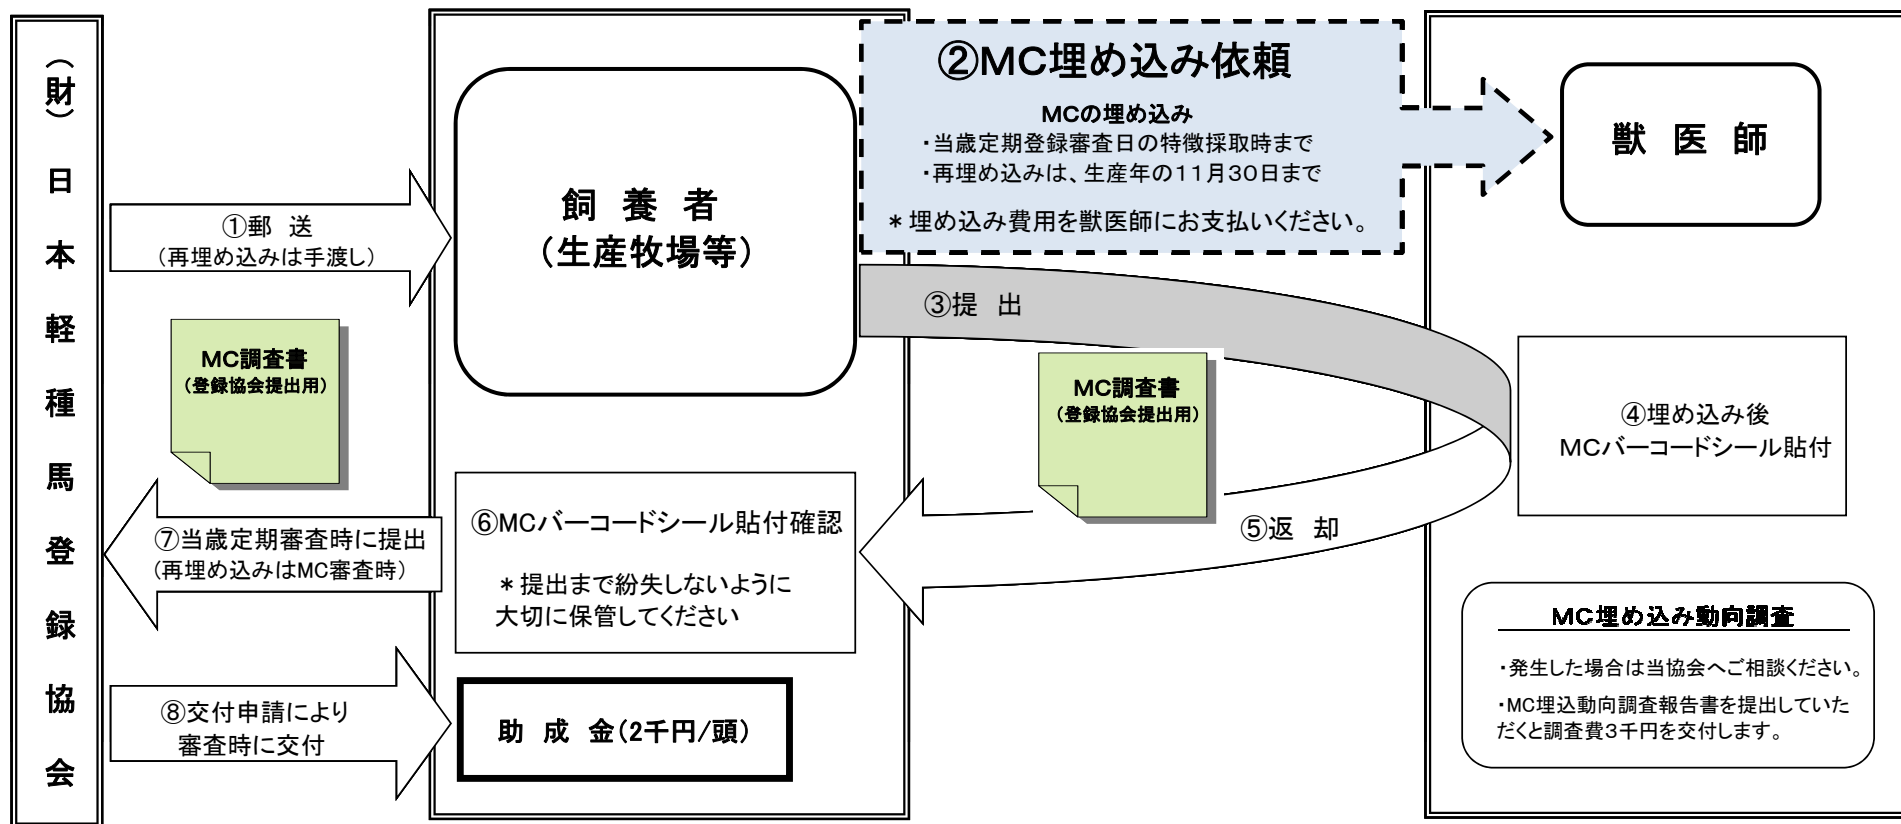 （財）日本軽種馬登録協会
①郵 送
（再埋め込みは手渡し）
MC調査書
（登録協会提出用）
⑦当歳定期審査時に提出
（再埋め込みはMC審査時）
⑧交付申請により
審査時に交付
飼 養 者
（生産牧場等）
⑥MCバーコードシール貼付確認
＊提出まで紛失しないように
大切に保管してください
助 成 金（2千円/頭）
②MC埋め込み依頼
MCの埋め込み
・当歳定期登録審査日の特徴採取時まで
・再埋め込みは、生産年の11月30日まで
＊埋め込み費用を獣医師にお支払いください。
③提 出
MC調査書
（登録協会提出用）
⑤返 却
獣 医 師
④埋め込み後
MCバーコードシール貼付
MC埋め込み動向調査
・発生した場合は当協会へご相談ください。
・MC埋込動向調査報告書を提出していた
だくと調査費3千円を交付します。